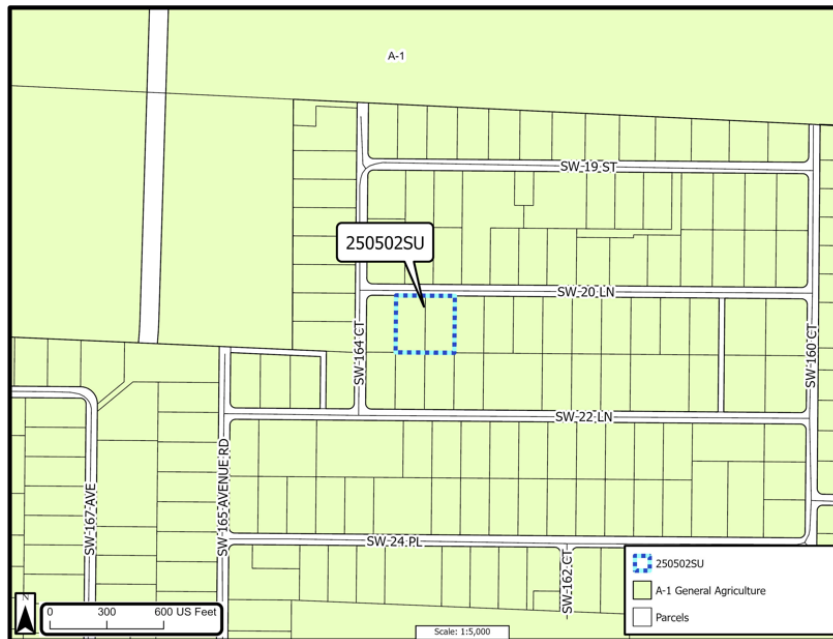 A-1
SW 19 ST
250502SU
SW 20 LN
SW 164 CT
SW 160 CT
SW 22 LN
SW 165 AVENUE RD
SW 167 AVE
SW 24 PL
SW 162 CT
250502SU
A-1 General Agriculture
Parcels
N
0 300 600 US Feet
Scale: 1:5,000